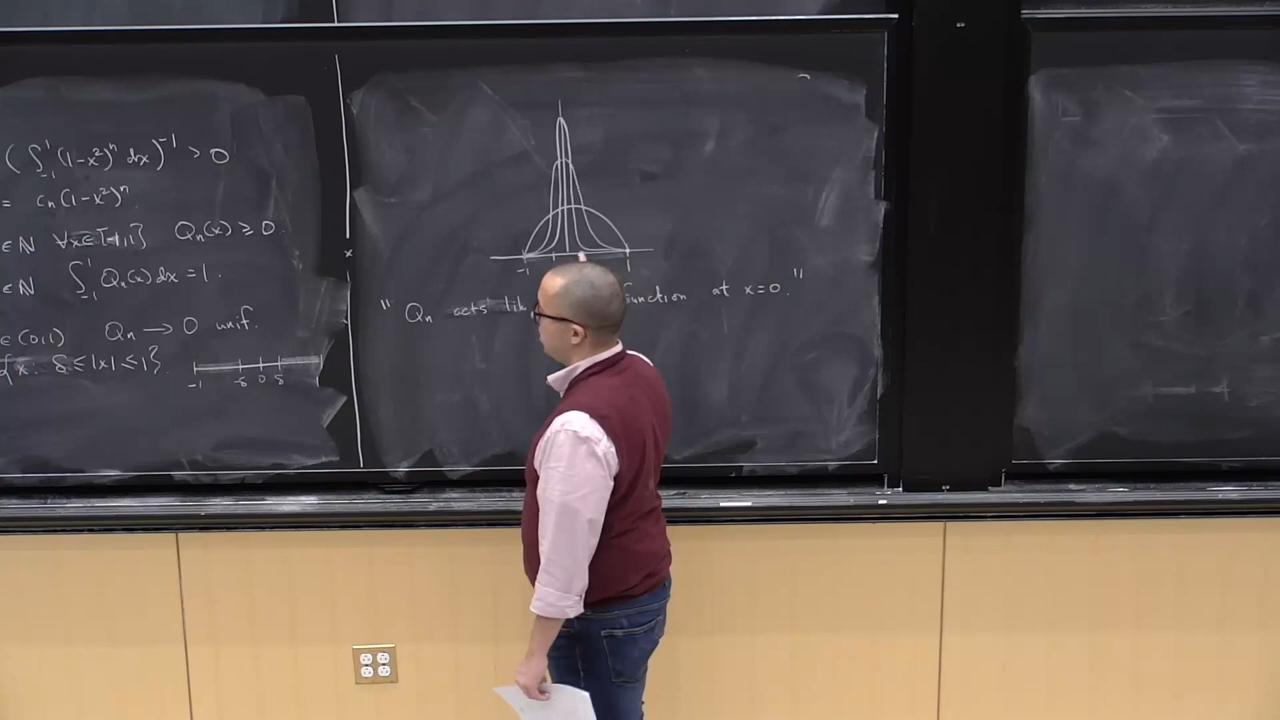 (∫₋₁¹ (1-x²)ⁿ dx)⁻¹ > 0
= cₙ(1-x²)ⁿ
∈ ℕ ∀x∈[-1,1] Qₙ(x) ≥ 0.
∈ ℕ ∫₋₁¹ Qₙ(x) dx = 1.
∈ (0,1) Qₙ → 0 unif.
{x: δ ≤ |x| ≤ 1}.
-1 -δ 0 δ
x
-1 1
" Qₙ acts function at x=0. "